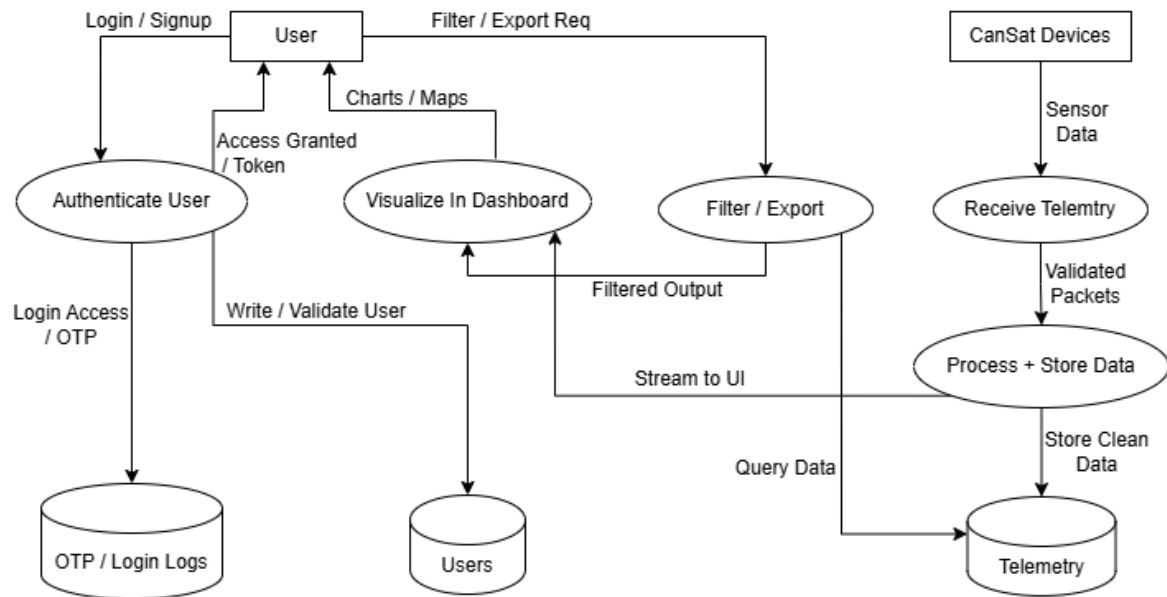 Login / Signup
User
Filter / Export Req
CanSat Devices
Charts / Maps
Sensor
Data
Access Granted
/ Token
Authenticate User
Visualize In Dashboard
Filter / Export
Receive Telemtry
Validated
Packets
Filtered Output
Login Access
/ OTP
Write / Validate User
Process + Store Data
Stream to UI
Store Clean
Data
Query Data
OTP / Login Logs
Users
Telemetry